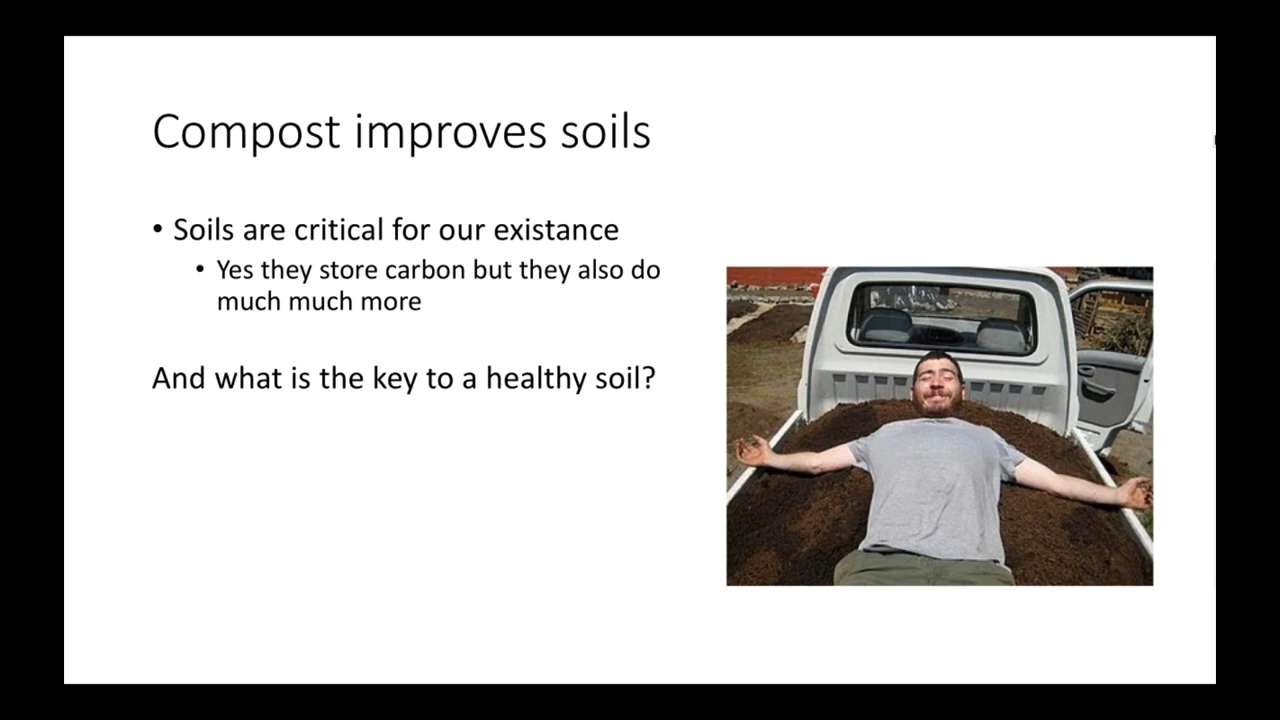 Compost improves soils
• Soils are critical for our existance
• Yes they store carbon but they also do
much much more
And what is the key to a healthy soil?